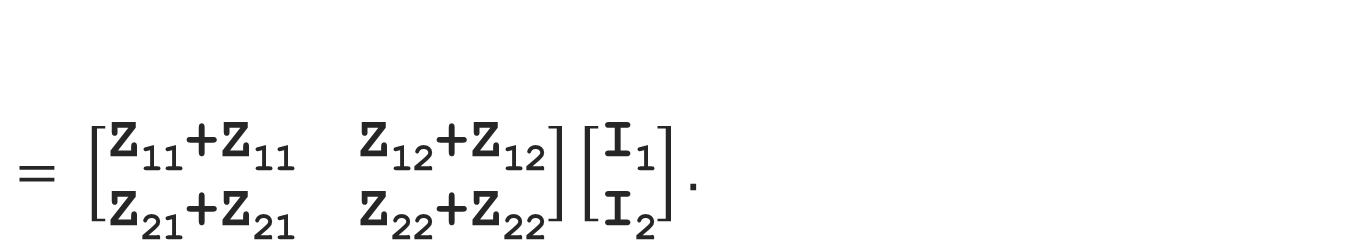 = [Z₁₁+Z₁₁ Z₁₂+Z₁₂] [I₁].
[Z₂₁+Z₂₁ Z₂₂+Z₂₂] [I₂]